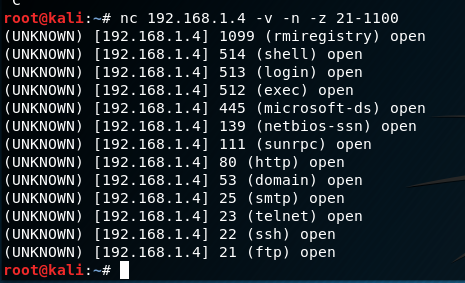 root@kali:~# nc 192.168.1.4 -v -n -z 21-1100
(UNKNOWN) [192.168.1.4] 1099 (rmiregistry) open
(UNKNOWN) [192.168.1.4] 514 (shell) open
(UNKNOWN) [192.168.1.4] 513 (login) open
(UNKNOWN) [192.168.1.4] 512 (exec) open
(UNKNOWN) [192.168.1.4] 445 (microsoft-ds) open
(UNKNOWN) [192.168.1.4] 139 (netbios-ssn) open
(UNKNOWN) [192.168.1.4] 111 (sunrpc) open
(UNKNOWN) [192.168.1.4] 80 (http) open
(UNKNOWN) [192.168.1.4] 53 (domain) open
(UNKNOWN) [192.168.1.4] 25 (smtp) open
(UNKNOWN) [192.168.1.4] 23 (telnet) open
(UNKNOWN) [192.168.1.4] 22 (ssh) open
(UNKNOWN) [192.168.1.4] 21 (ftp) open
root@kali:~#